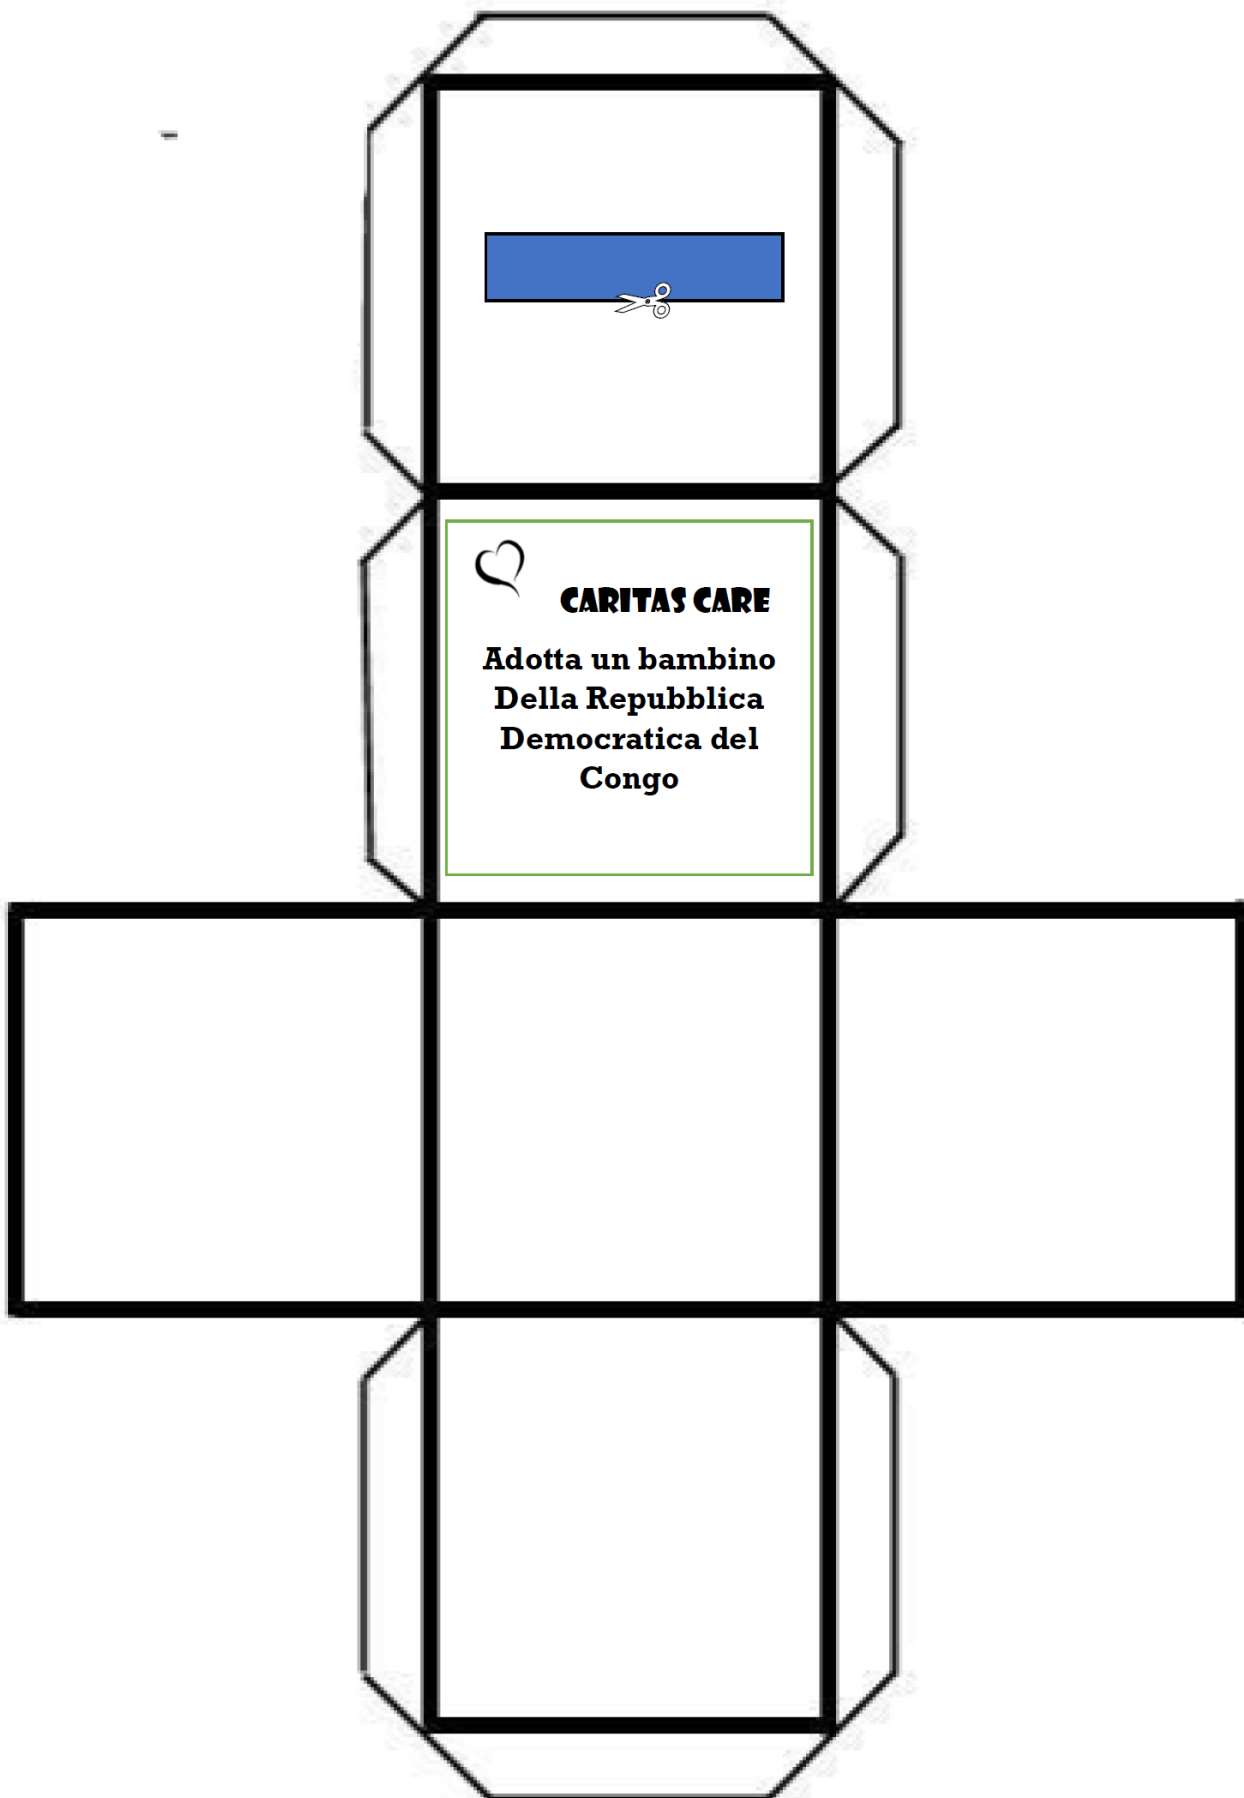 CARITAS CARE
Adotta un bambino
Della Repubblica
Democratica del
Congo